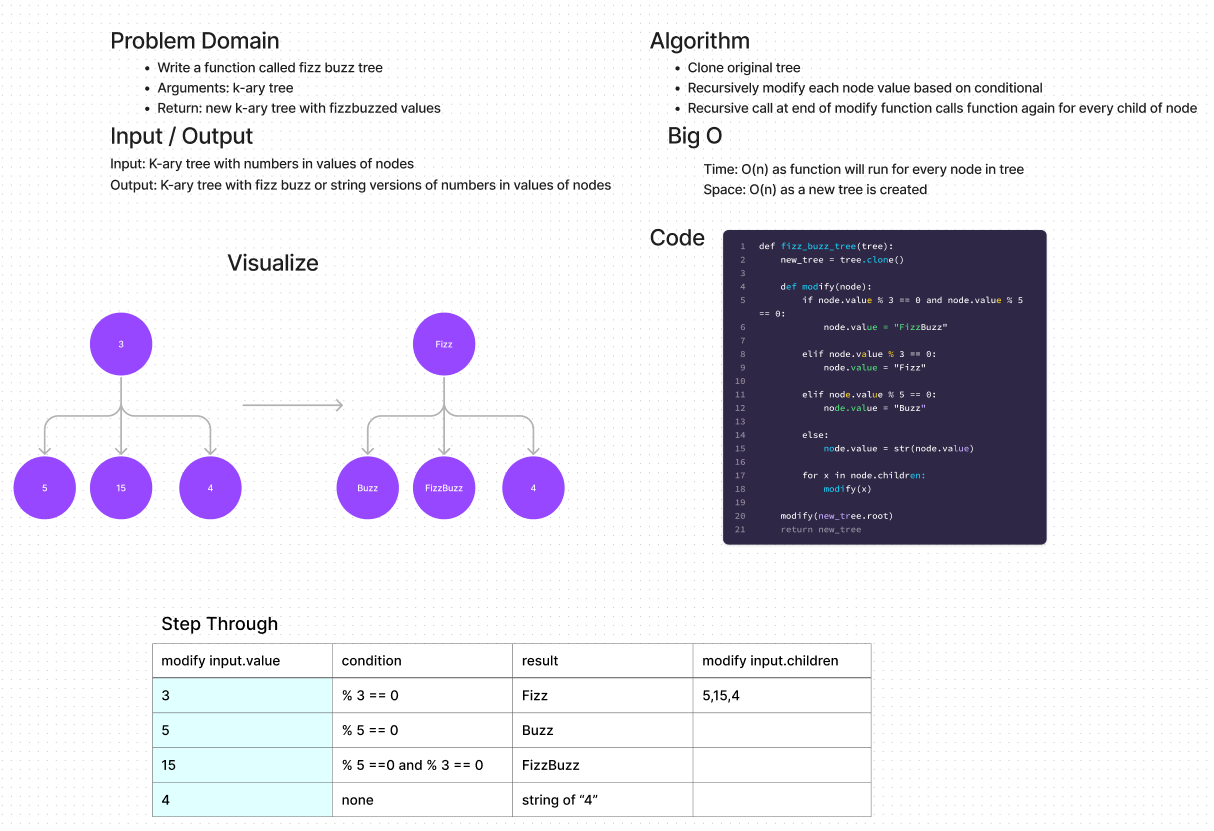 Problem Domain
• Write a function called fizz buzz tree
• Arguments: k-ary tree
• Return: new k-ary tree with fizzbuzzed values
Input / Output
Input: K-ary tree with numbers in values of nodes
Output: K-ary tree with fizz buzz or string versions of numbers in values of nodes
Algorithm
• Clone original tree
• Recursively modify each node value based on conditional
• Recursive call at end of modify function calls function again for every child of node
Big O
Time: O(n) as function will run for every node in tree
Space: O(n) as a new tree is created
Visualize
3
5 15 4
Fizz
Buzz FizzBuzz 4
Code
1 def fizz_buzz_tree(tree):
2     new_tree = tree.clone()
3
4     def modify(node):
5         if node.value % 3 == 0 and node.value % 5
== 0:
6             node.value = "FizzBuzz"
7
8         elif node.value % 3 == 0:
9             node.value = "Fizz"
10
11         elif node.value % 5 == 0:
12             node.value = "Buzz"
13
14         else:
15             node.value = str(node.value)
16
17         for x in node.children:
18             modify(x)
19
20     modify(new_tree.root)
21     return new_tree
Step Through
modify input.value condition result modify input.children
3 % 3 == 0 Fizz 5,15,4
5 % 5 == 0 Buzz
15 % 5 ==0 and % 3 == 0 FizzBuzz
4 none string of “4”